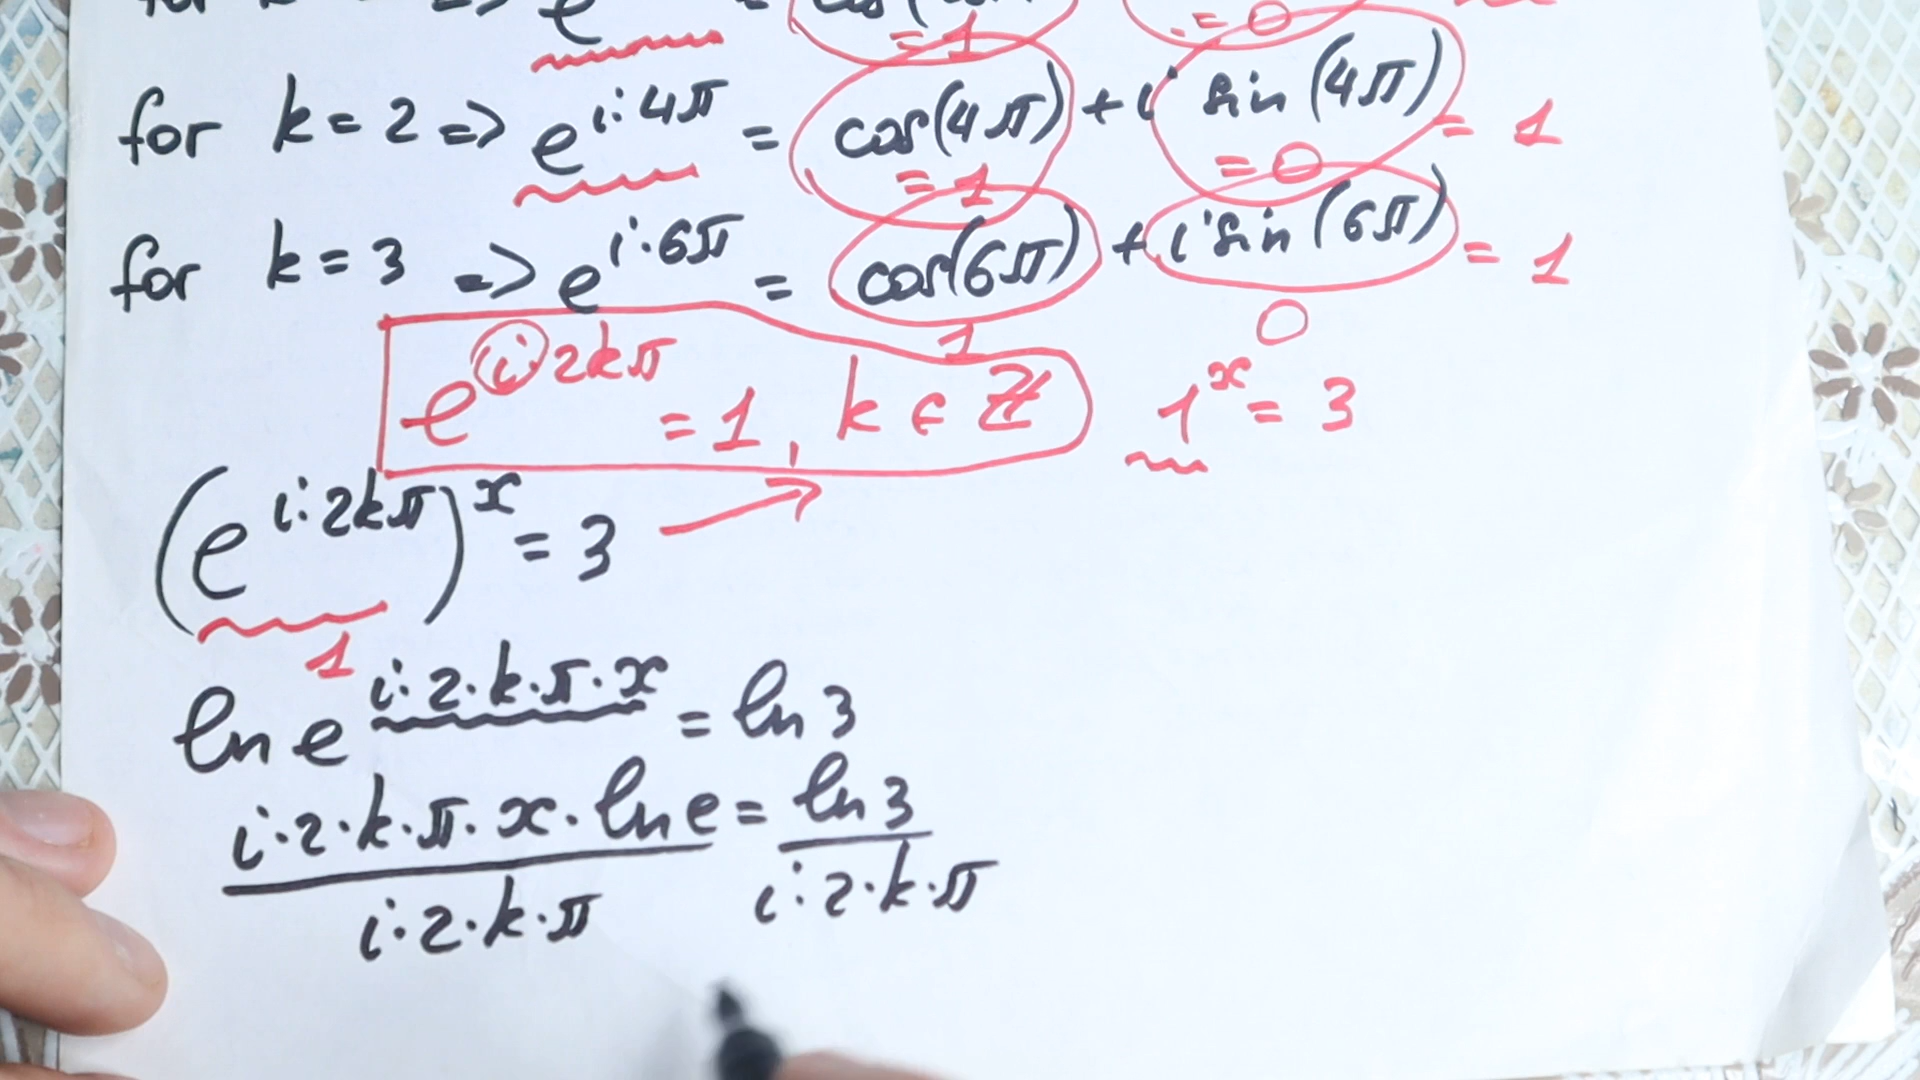 for k = 2 => e^{i·4π} = cos(4π) + i sin(4π) = 1
= 1 = 0
for k = 3 => e^{i·6π} = cos(6π) + i sin(6π) = 1
1 0
e^{i·2kπ} = 1, k ∈ ℤ 1^x = 3
(e^{i·2kπ})^x = 3
1
ln e^{i·2·k·π·x} = ln 3
i·2·k·π·x·ln e = ln 3
i·2·k·π i·2·k·π